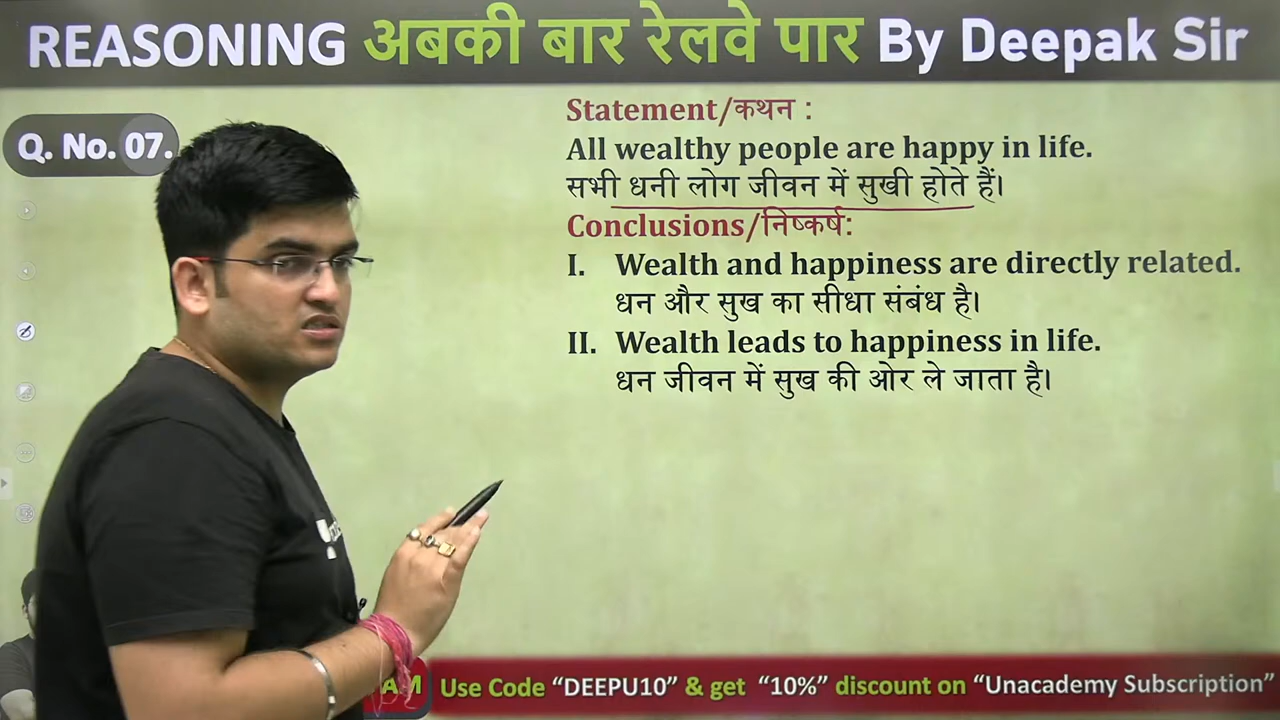 REASONING अबकी बार रेलवे पार By Deepak Sir
Q. No. 07.
Statement/कथन :
All wealthy people are happy in life.
सभी धनी लोग जीवन में सुखी होते हैं।
Conclusions/निष्कर्ष:
I. Wealth and happiness are directly related.
धन और सुख का सीधा संबंध है।
II. Wealth leads to happiness in life.
धन जीवन में सुख की ओर ले जाता है।
Use Code “DEEPU10” & get “10%” discount on “Unacademy Subscription”